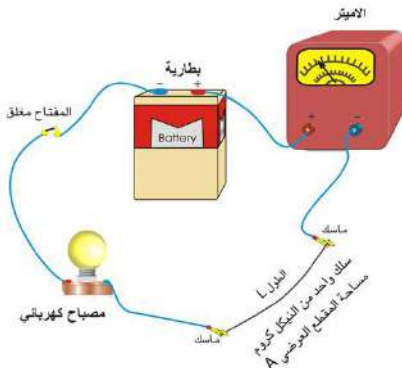 الاميتر
بطارية
− +
+ −
المفتاح مغلق
Battery
ماسك
الطول L
سلك واحد من النيكل كروم
مساحة المقطع العرضي A
مصباح كهربائي
ماسك